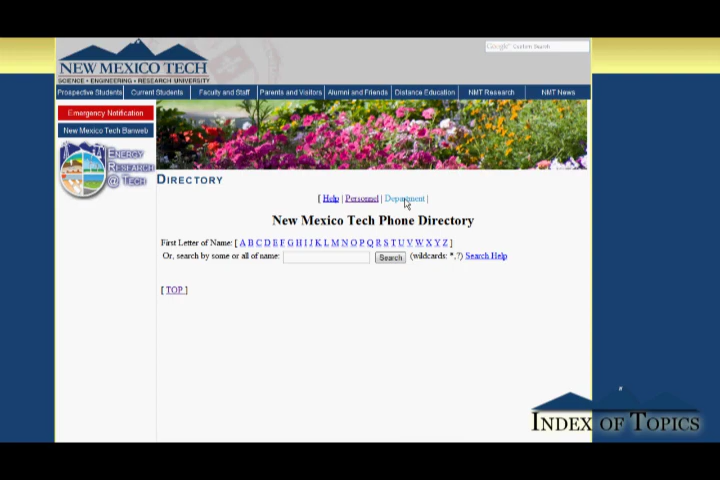 Google™ Custom Search
NEW MEXICO TECH
SCIENCE • ENGINEERING • RESEARCH UNIVERSITY
Prospective Students Current Students Faculty and Staff Parents and Visitors Alumni and Friends Distance Education NMT Research NMT News
Emergency Notification
New Mexico Tech Banweb
ENERGY
RESEARCH
@ TECH
DIRECTORY
[ Help | Personnel | Department |
New Mexico Tech Phone Directory
First Letter of Name: [ A B C D E F G H I J K L M N O P Q R S T U V W X Y Z ]
Or, search by some or all of name: Search (wildcards: *,?) Search Help
[ TOP ]
INDEX OF TOPICS